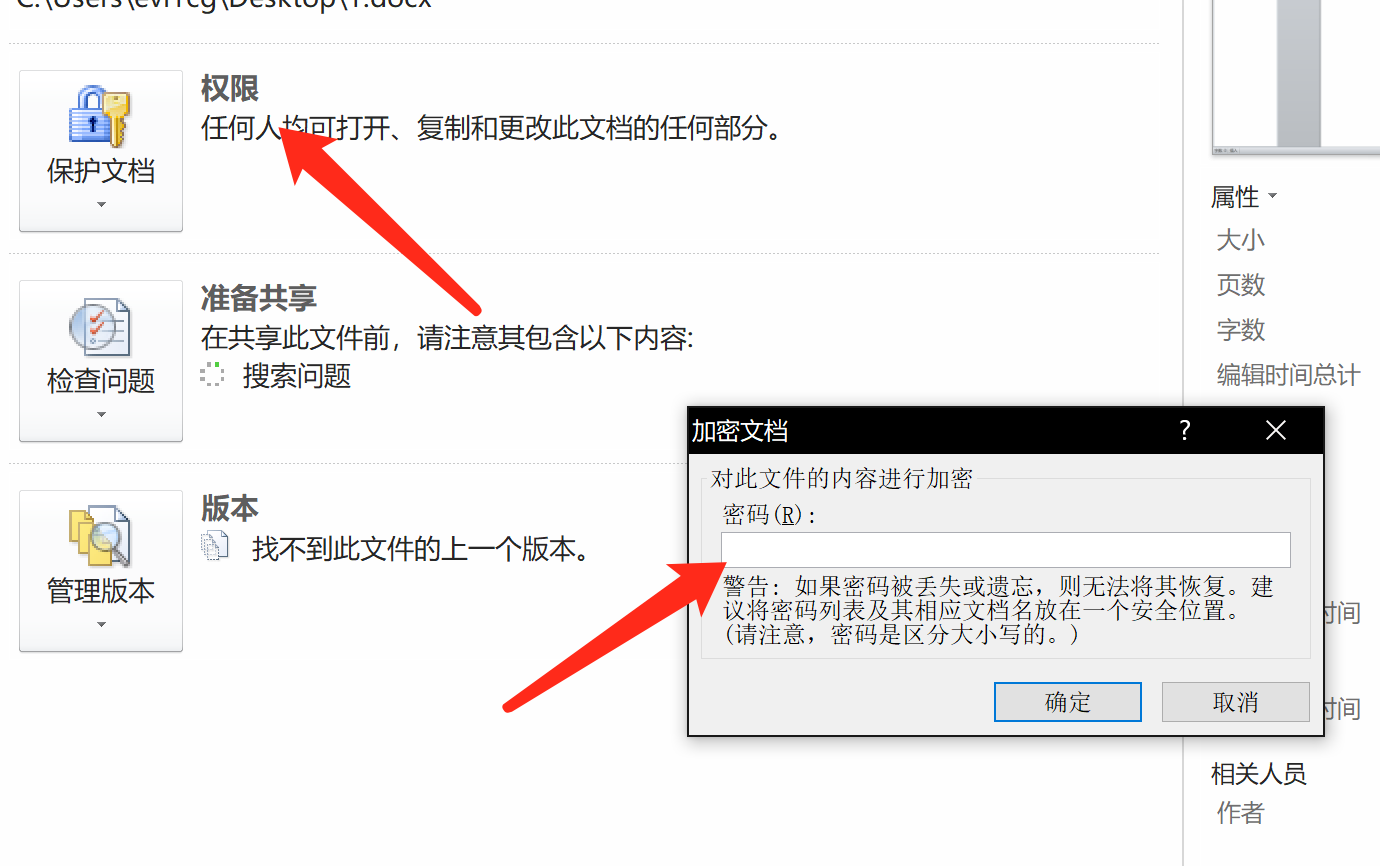 C:\Users\evi1cg\Desktop\1.docx
权限
任何人均可打开、复制和更改此文档的任何部分。
保护文档
准备共享
在共享此文件前，请注意其包含以下内容:
搜索问题
检查问题
版本
找不到此文件的上一个版本。
管理版本
加密文档
?
对此文件的内容进行加密
密码(R):
警告: 如果密码被丢失或遗忘，则无法将其恢复。建
议将密码列表及其相应文档名放在一个安全位置。
(请注意，密码是区分大小写的。)
确定
取消
属性
大小
页数
字数
编辑时间总计
时间
时间
相关人员
作者